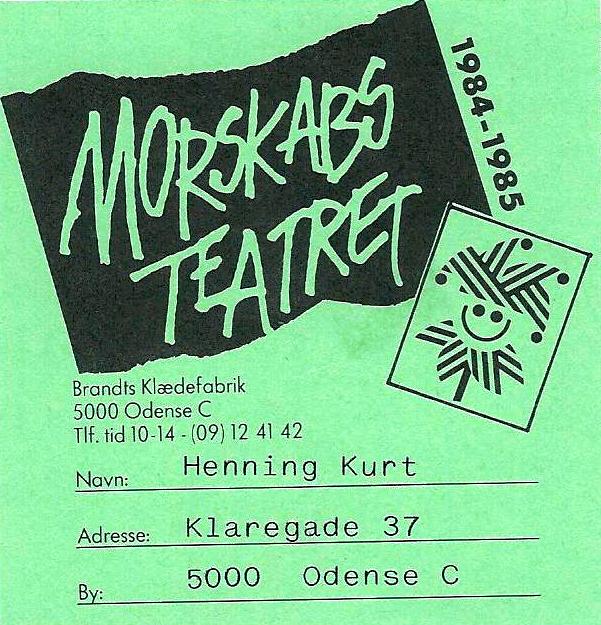 MORSKABS
TEATRET
1984-1985
Brandts Klædefabrik
5000 Odense C
Tlf. tid 10-14 - (09) 12 41 42
Navn: Henning Kurt
Adresse: Klaregade 37
By: 5000 Odense C